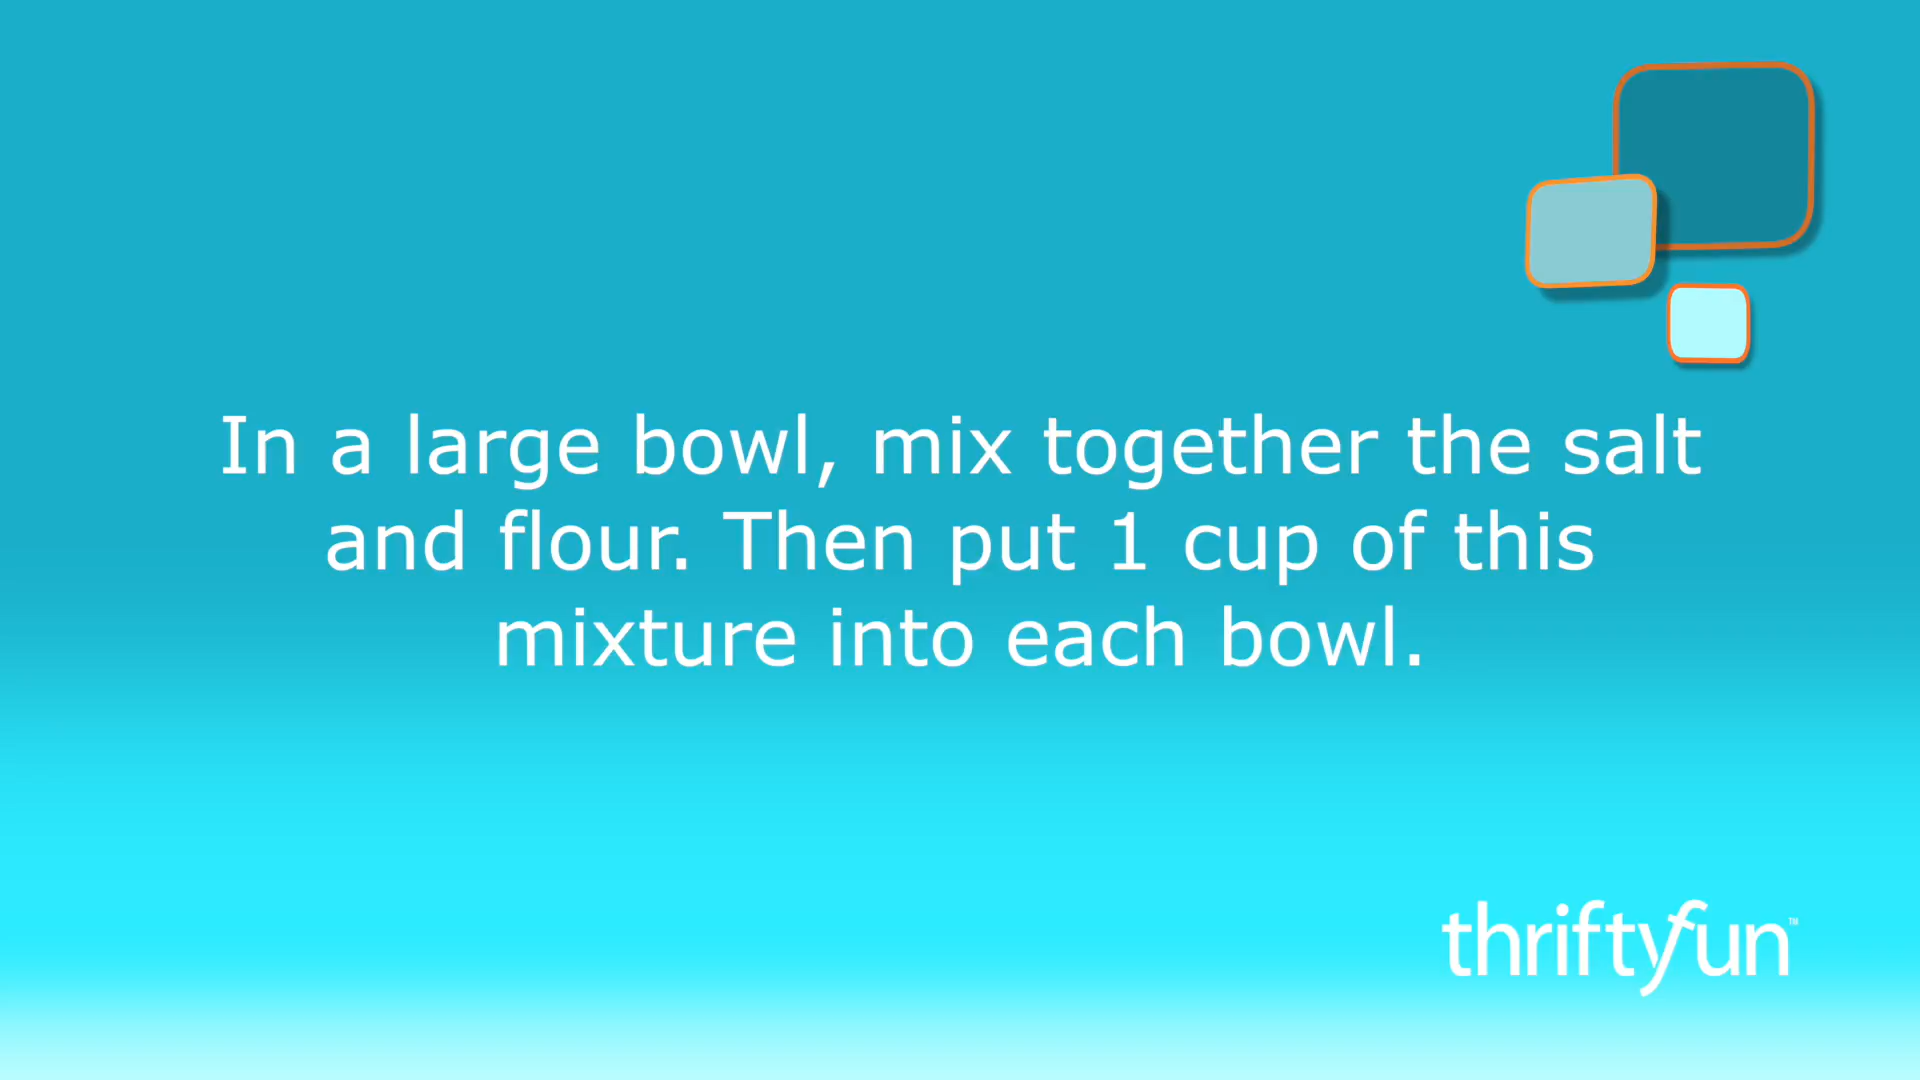 In a large bowl, mix together the salt
and flour. Then put 1 cup of this
mixture into each bowl.
thriftyfun™